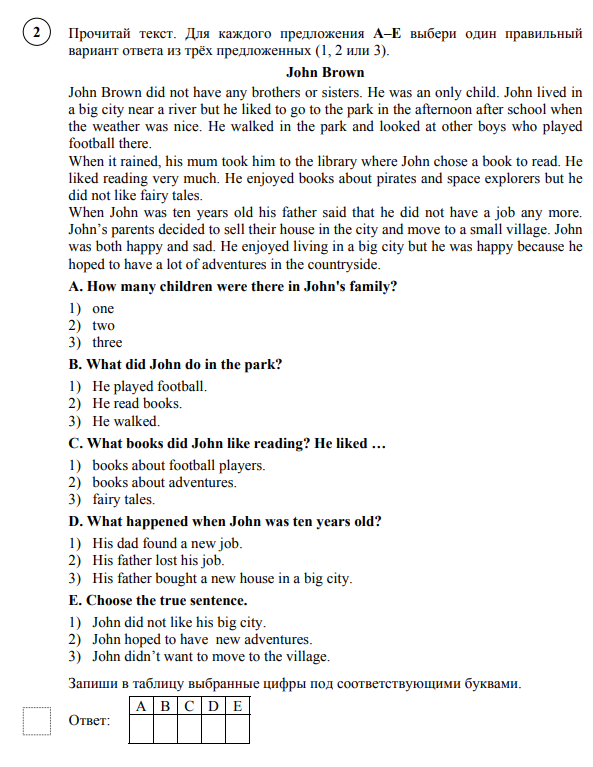 2 Прочитай текст. Для каждого предложения A–E выбери один правильный
вариант ответа из трёх предложенных (1, 2 или 3).
John Brown
John Brown did not have any brothers or sisters. He was an only child. John lived in
a big city near a river but he liked to go to the park in the afternoon after school when
the weather was nice. He walked in the park and looked at other boys who played
football there.
When it rained, his mum took him to the library where John chose a book to read. He
liked reading very much. He enjoyed books about pirates and space explorers but he
did not like fairy tales.
When John was ten years old his father said that he did not have a job any more.
John’s parents decided to sell their house in the city and move to a small village. John
was both happy and sad. He enjoyed living in a big city but he was happy because he
hoped to have a lot of adventures in the countryside.
A. How many children were there in John's family?
1) one
2) two
3) three
B. What did John do in the park?
1) He played football.
2) He read books.
3) He walked.
C. What books did John like reading? He liked …
1) books about football players.
2) books about adventures.
3) fairy tales.
D. What happened when John was ten years old?
1) His dad found a new job.
2) His father lost his job.
3) His father bought a new house in a big city.
E. Choose the true sentence.
1) John did not like his big city.
2) John hoped to have new adventures.
3) John didn’t want to move to the village.
Запиши в таблицу выбранные цифры под соответствующими буквами.
A B C D E
Ответ: